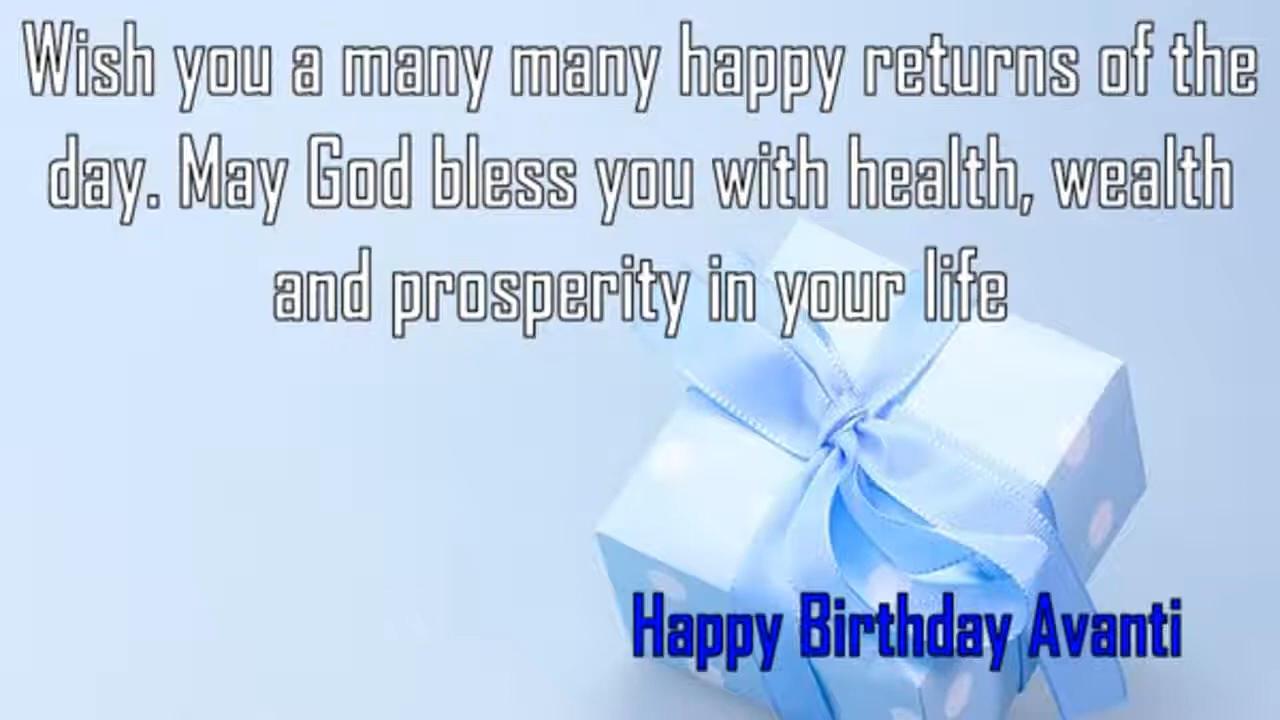 Wish you a many many happy returns of the
day. May God bless you with health, wealth
and prosperity in your life
Happy Birthday Avanti